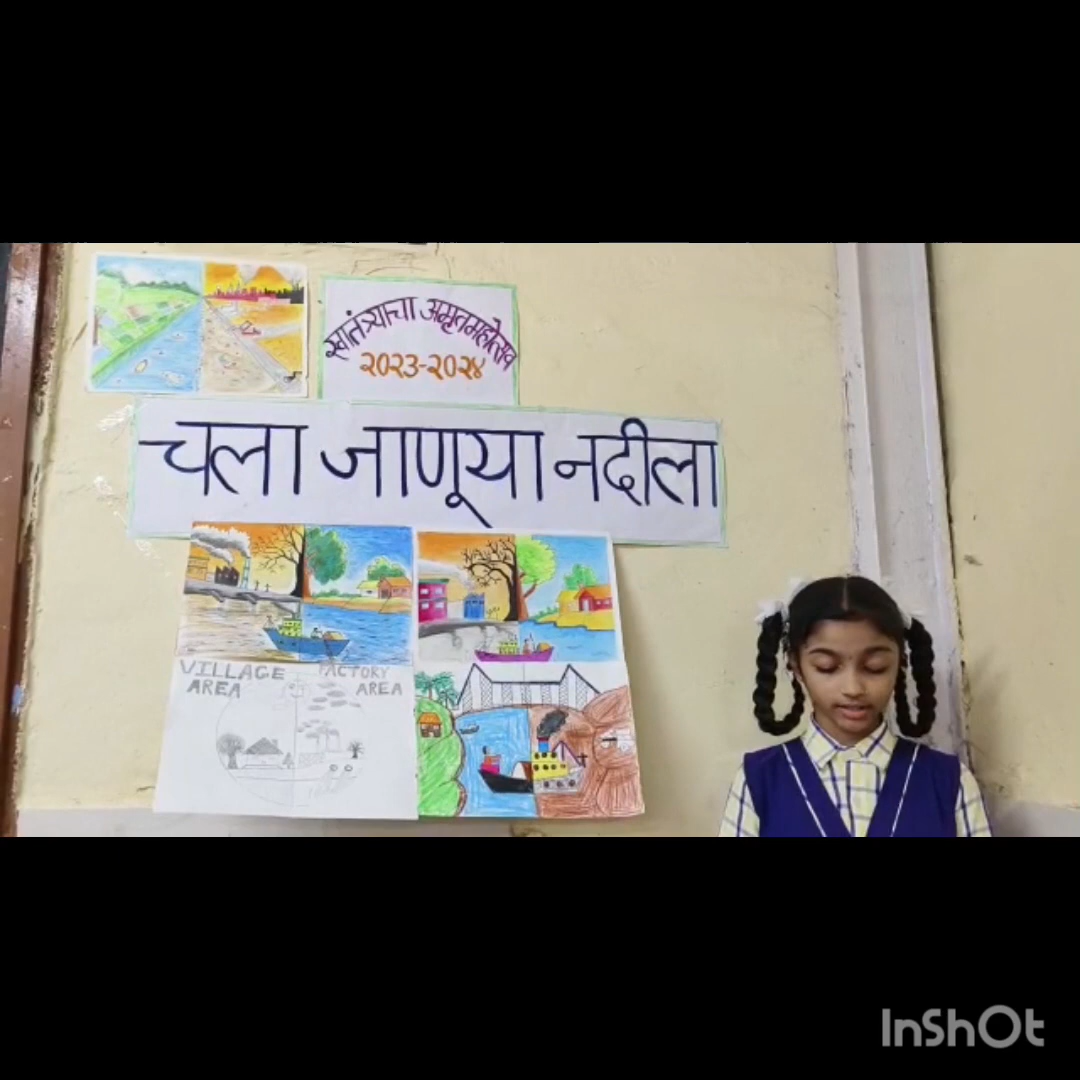 स्वातंत्र्याचा अमृतमहोत्सव
२०२३-२०२४
चला जाणूया नदीला
VILLAGE AREA
FACTORY AREA
InShOt